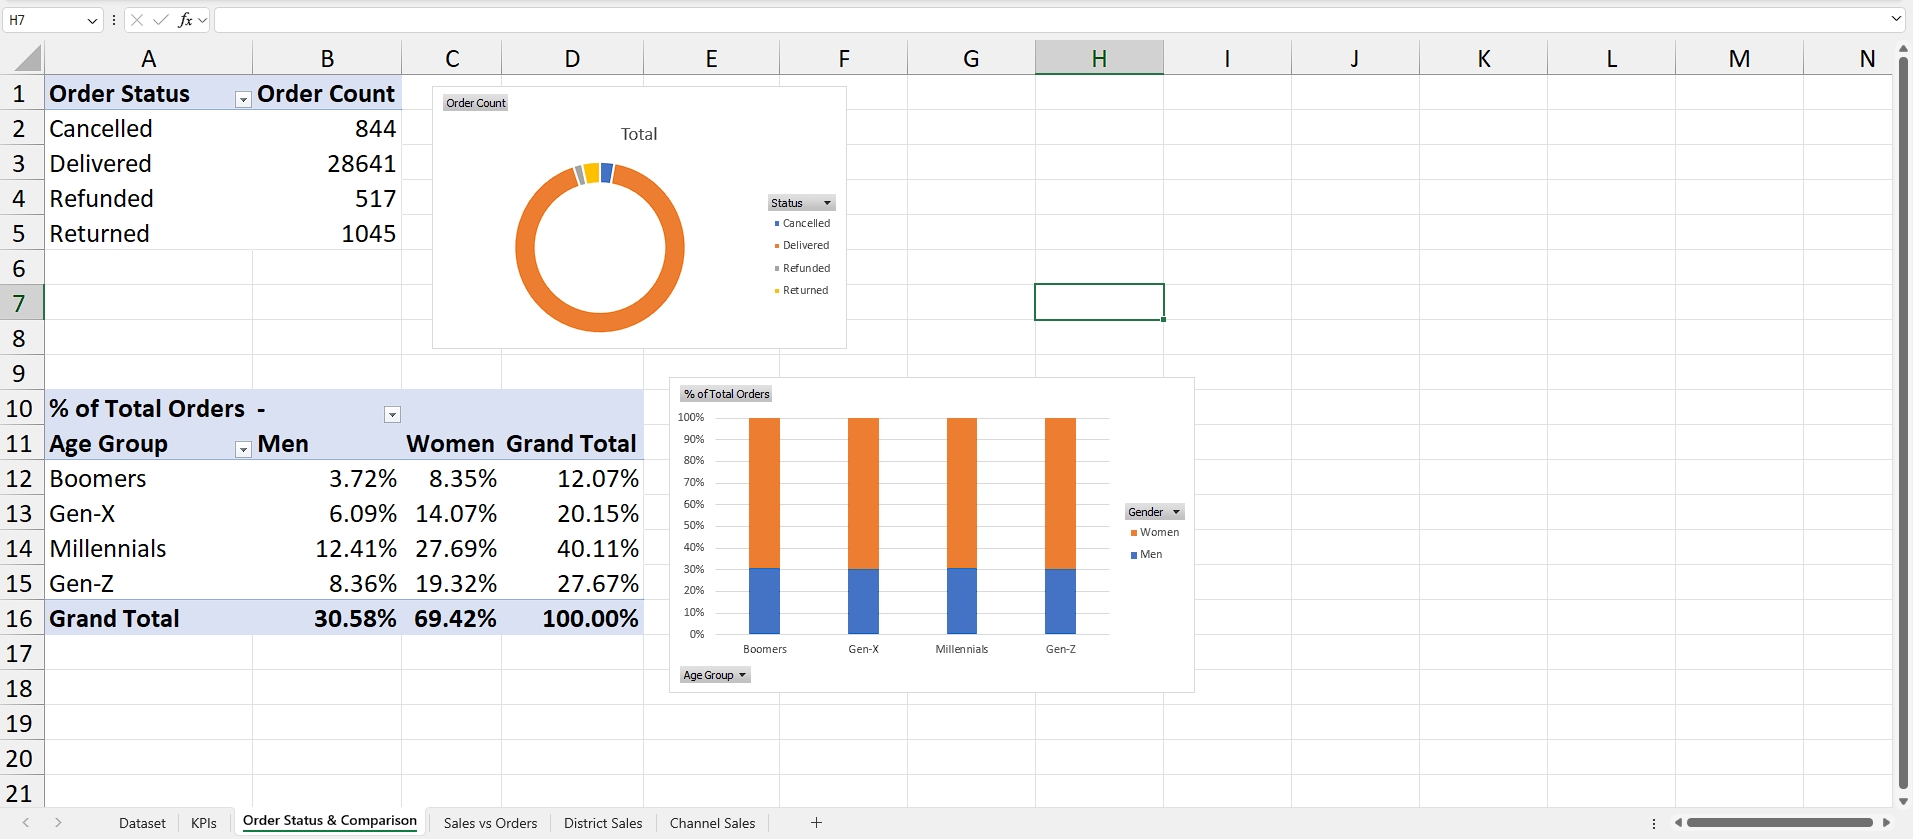 H7
fx
A B C D E F G H I J K L M N
1 Order Status Order Count
2 Cancelled 844
3 Delivered 28641
4 Refunded 517
5 Returned 1045
6
7
8
9
10 % of Total Orders -
11 Age Group Men Women Grand Total
12 Boomers 3.72% 8.35% 12.07%
13 Gen-X 6.09% 14.07% 20.15%
14 Millennials 12.41% 27.69% 40.11%
15 Gen-Z 8.36% 19.32% 27.67%
16 Grand Total 30.58% 69.42% 100.00%
17
18
19
20
21
Order Count
Total
Status
Cancelled
Delivered
Refunded
Returned
% of Total Orders
100%
90%
80%
70%
60%
50%
40%
30%
20%
10%
0%
Boomers Gen-X Millennials Gen-Z
Gender
Women
Men
Age Group
Dataset KPIs Order Status & Comparison Sales vs Orders District Sales Channel Sales +